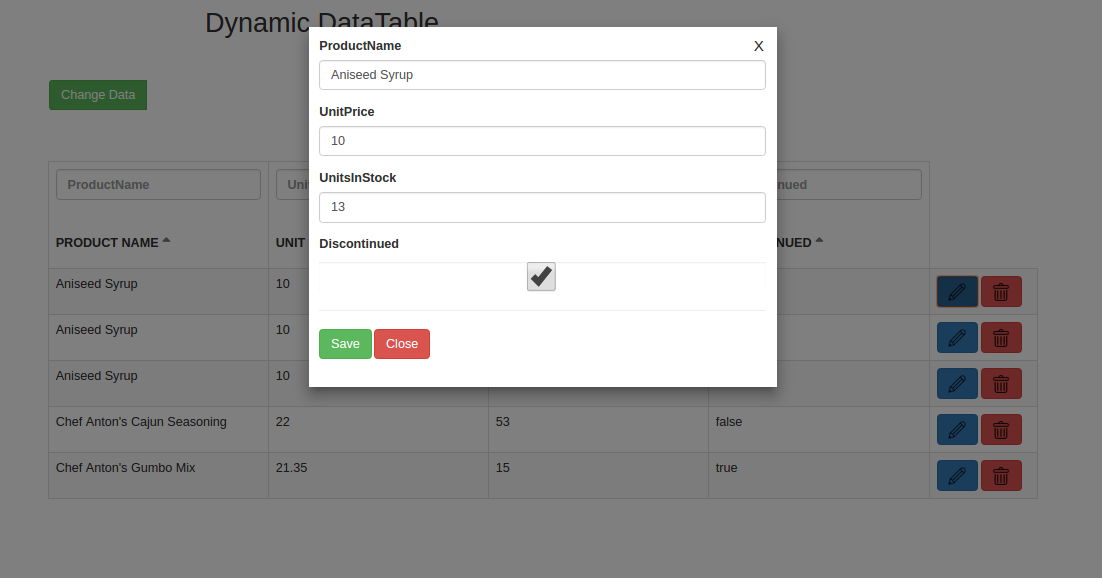 Dynamic DataTable
ProductName X
Aniseed Syrup
Change Data
UnitPrice
10
UnitsInStock
13
ProductName Uni nued
Discontinued
PRODUCT NAME UNIT NUED
Aniseed Syrup 10
Aniseed Syrup 10
Save Close
Aniseed Syrup 10
Chef Anton's Cajun Seasoning 22 53 false
Chef Anton's Gumbo Mix 21.35 15 true